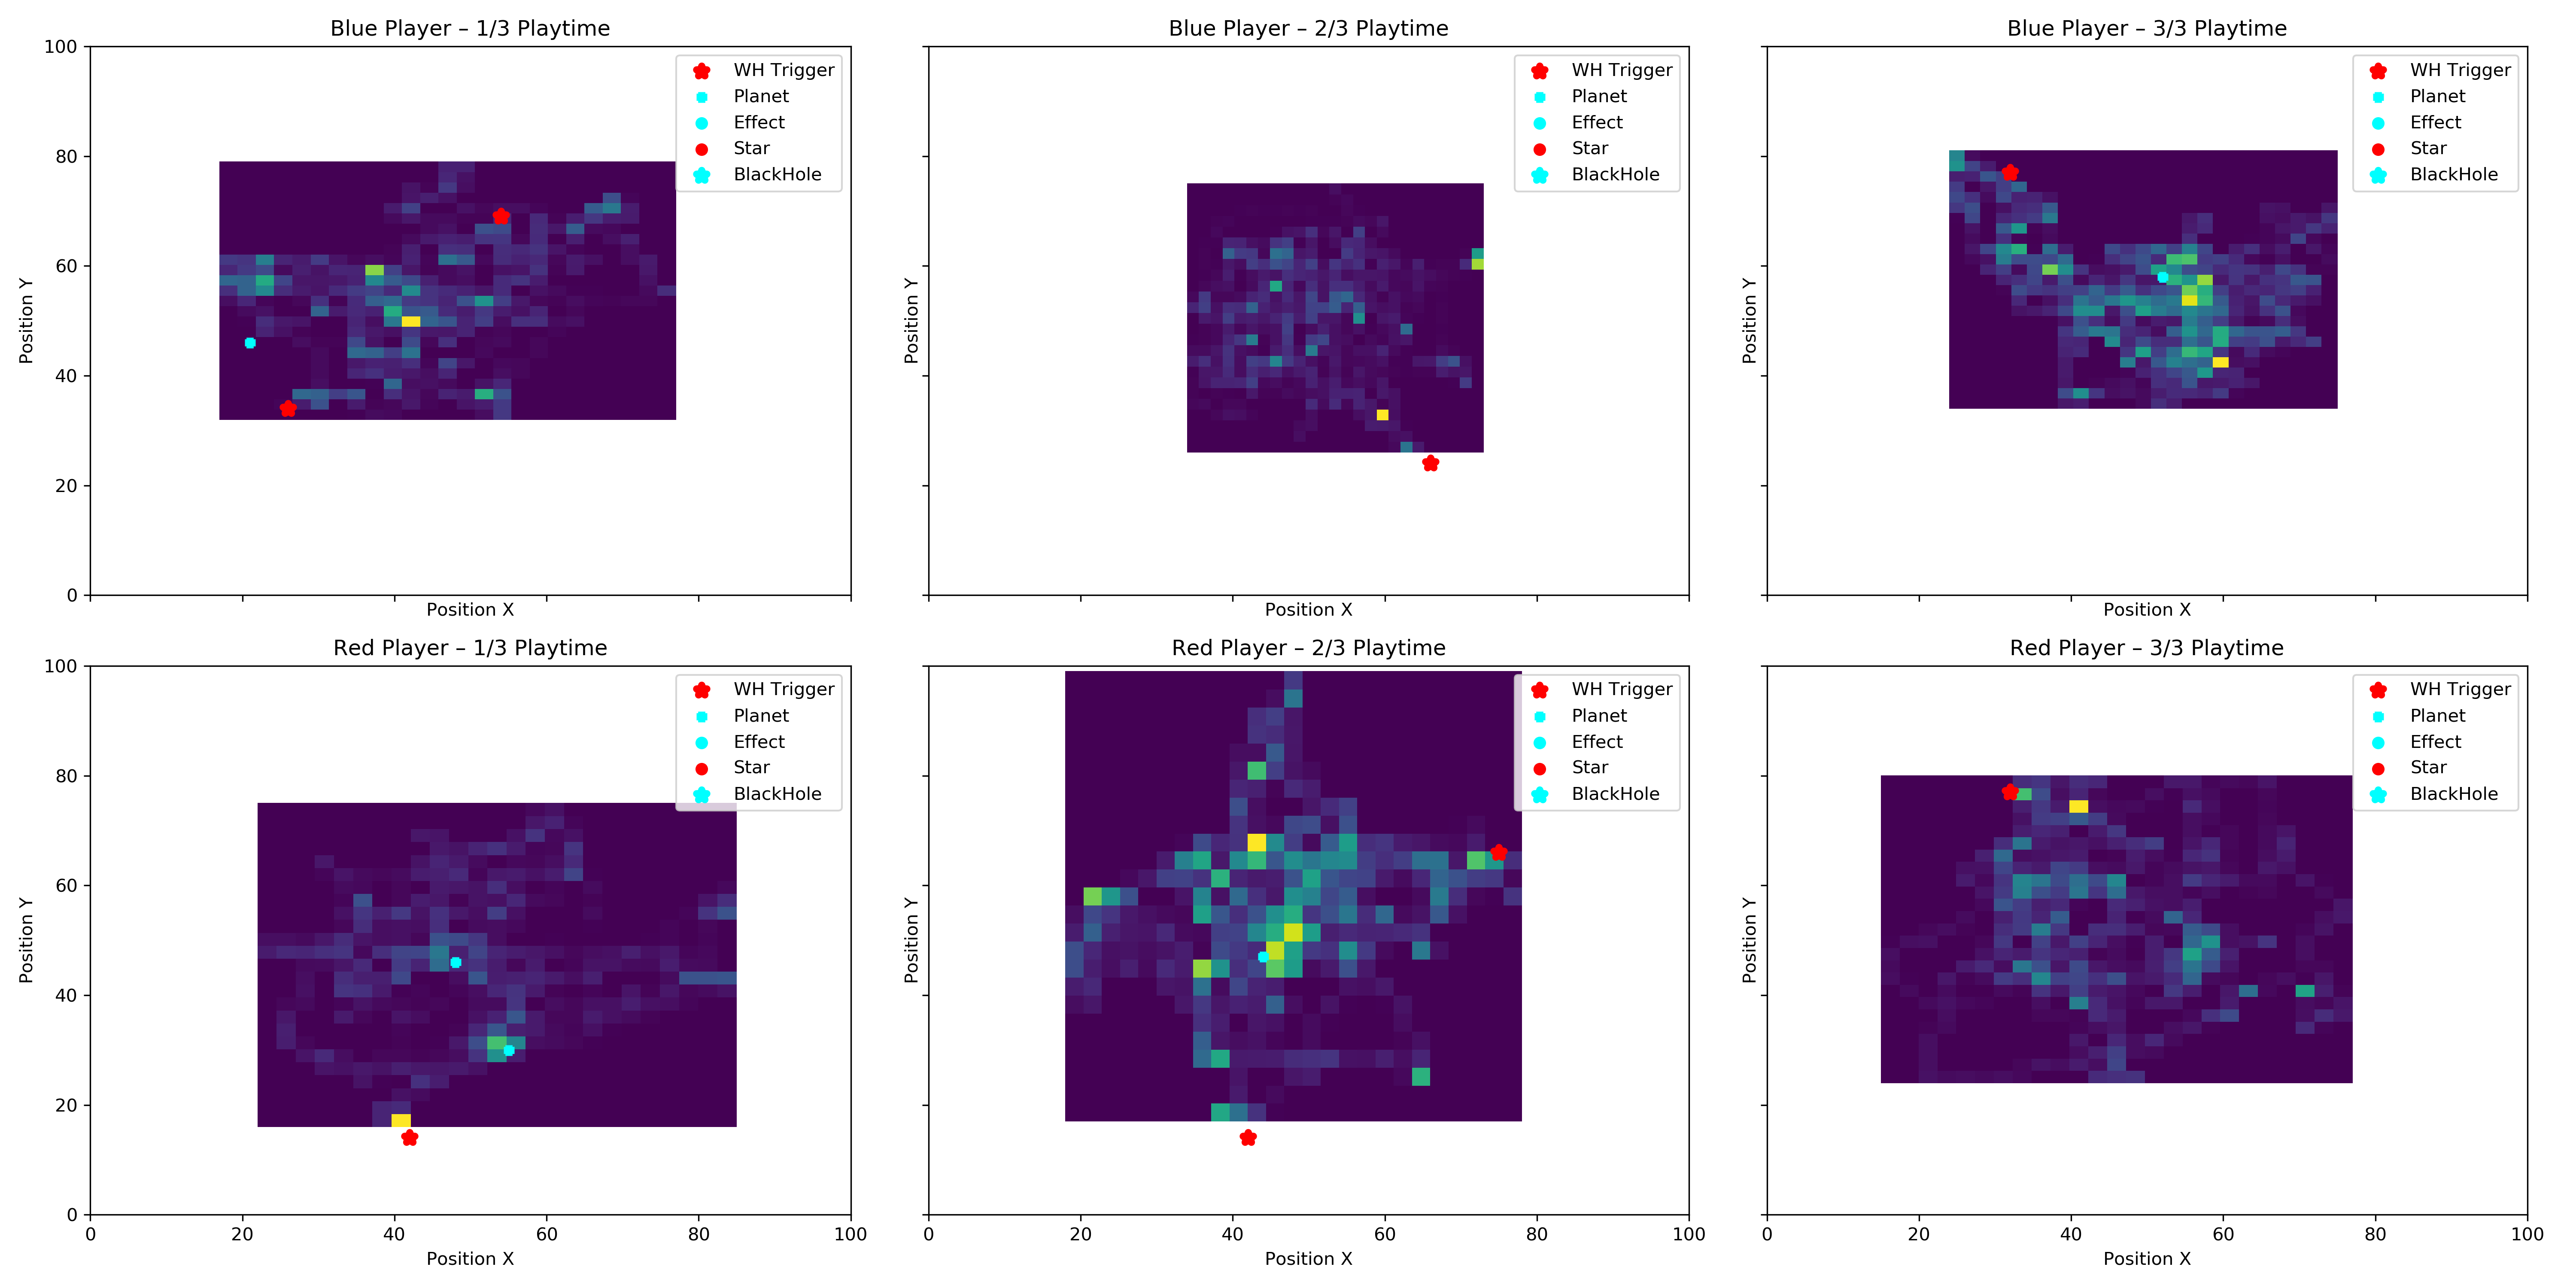 Blue Player – 1/3 Playtime
100
80
60
40
20
0
Position Y
Position X
WH Trigger
Planet
Effect
Star
BlackHole
Blue Player – 2/3 Playtime
Position Y
Position X
WH Trigger
Planet
Effect
Star
BlackHole
Blue Player – 3/3 Playtime
Position Y
Position X
WH Trigger
Planet
Effect
Star
BlackHole
Red Player – 1/3 Playtime
100
80
60
40
20
0
Position Y
0 20 40 60 80 100
Position X
WH Trigger
Planet
Effect
Star
BlackHole
Red Player – 2/3 Playtime
Position Y
0 20 40 60 80 100
Position X
WH Trigger
Planet
Effect
Star
BlackHole
Red Player – 3/3 Playtime
Position Y
0 20 40 60 80 100
Position X
WH Trigger
Planet
Effect
Star
BlackHole